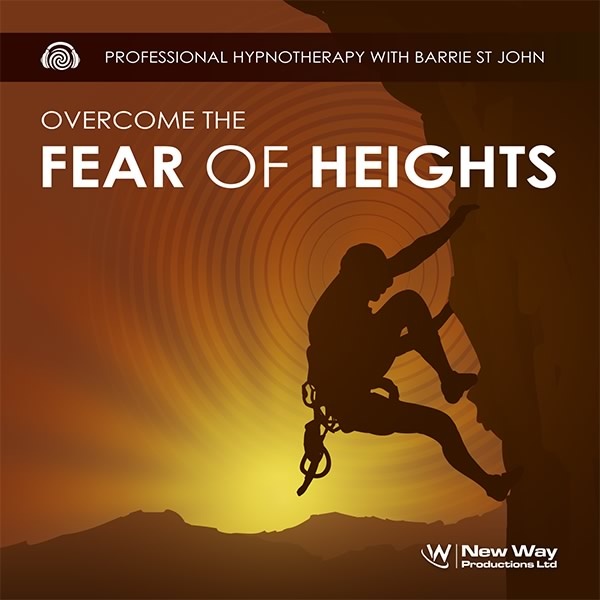 PROFESSIONAL HYPNOTHERAPY WITH BARRIE ST JOHN
OVERCOME THE
FEAR OF HEIGHTS
New Way
Productions Ltd